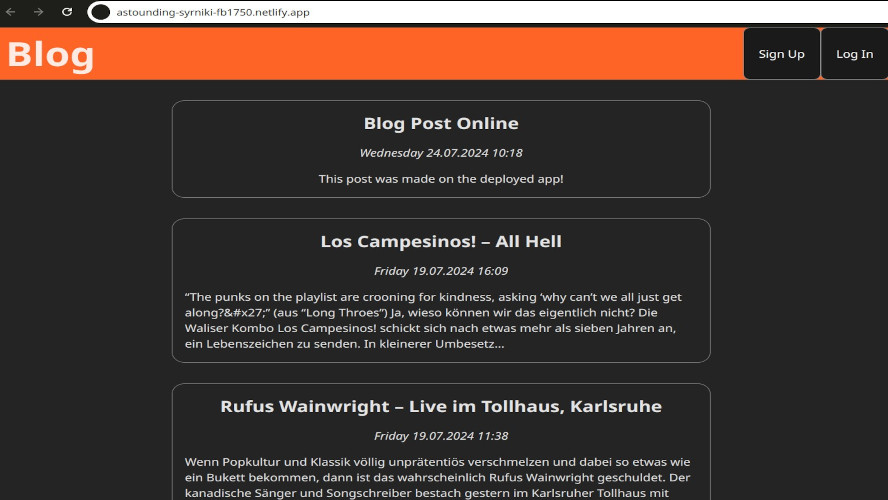 astounding-syrniki-fb1750.netlify.app
Blog
Sign Up
Log In
Blog Post Online
Wednesday 24.07.2024 10:18
This post was made on the deployed app!
Los Campesinos! – All Hell
Friday 19.07.2024 16:09
“The punks on the playlist are crooning for kindness, asking ‘why can’t we all just get
along?&#x27;” (aus “Long Throes”) Ja, wieso können wir das eigentlich nicht? Die
Waliser Kombo Los Campesinos! schickt sich nach etwas mehr als sieben Jahren an,
ein Lebenszeichen zu senden. In kleinerer Umbesetz...
Rufus Wainwright – Live im Tollhaus, Karlsruhe
Friday 19.07.2024 11:38
Wenn Popkultur und Klassik völlig unprätentiös verschmelzen und dabei so etwas wie
ein Bukett bekommen, dann ist das wahrscheinlich Rufus Wainwright geschuldet. Der
kanadische Sänger und Songschreiber bestach gestern im Karlsruher Tollhaus mit